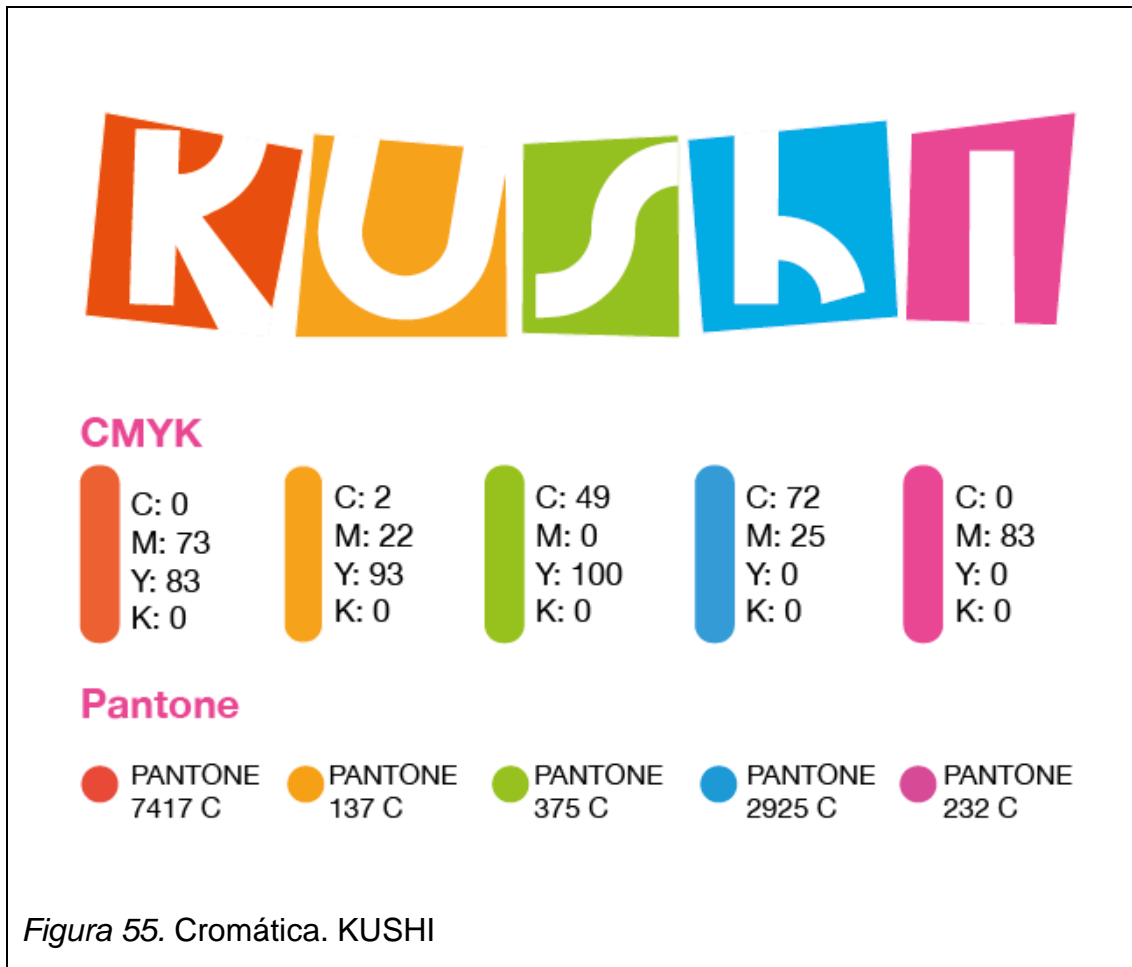 KUShI
CMYK
C: 0
M: 73
Y: 83
K: 0
C: 2
M: 22
Y: 93
K: 0
C: 49
M: 0
Y: 100
K: 0
C: 72
M: 25
Y: 0
K: 0
C: 0
M: 83
Y: 0
K: 0
Pantone
PANTONE
7417 C
PANTONE
137 C
PANTONE
375 C
PANTONE
2925 C
PANTONE
232 C
Figura 55. Cromática. KUSHI